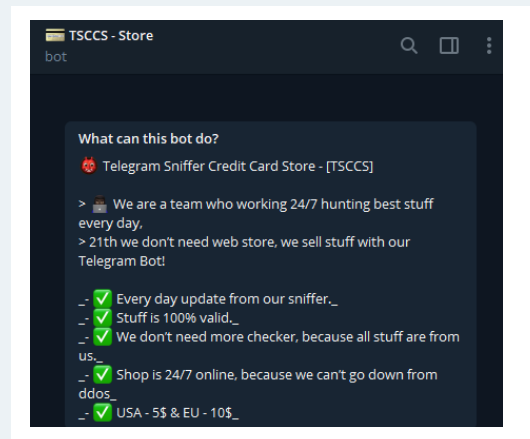 TSCCS - Store
bot
What can this bot do?
👹 Telegram Sniffer Credit Card Store - [TSCCS]
> 👨🏿‍💻 We are a team who working 24/7 hunting best stuff
every day,
> 21th we don't need web store, we sell stuff with our
Telegram Bot!
_- ✅ Every day update from our sniffer._
_- ✅ Stuff is 100% valid._
_- ✅ We don't need more checker, because all stuff are from
us._
_- ✅ Shop is 24/7 online, because we can't go down from
ddos_
_- ✅ USA - 5$ & EU - 10$_